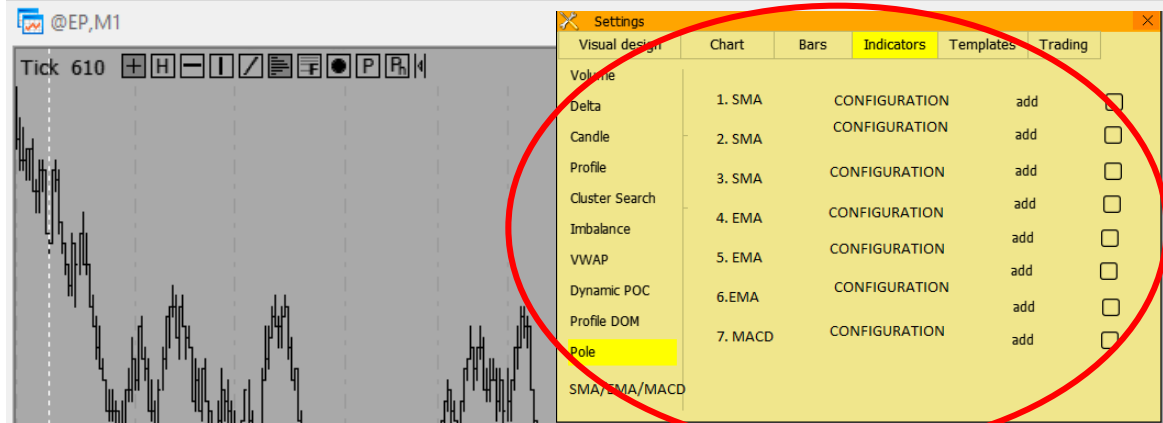 @EP,M1
Tick 610 H F P Ph
Settings
Visual design Chart Bars Indicators Templates Trading
Volume
Delta
Candle
Profile
Cluster Search
Imbalance
VWAP
Dynamic POC
Profile DOM
Pole
SMA/EMA/MACD
1. SMA CONFIGURATION add
2. SMA CONFIGURATION add
3. SMA CONFIGURATION add
4. EMA CONFIGURATION add
5. EMA CONFIGURATION add
6.EMA CONFIGURATION add
7. MACD CONFIGURATION add
add